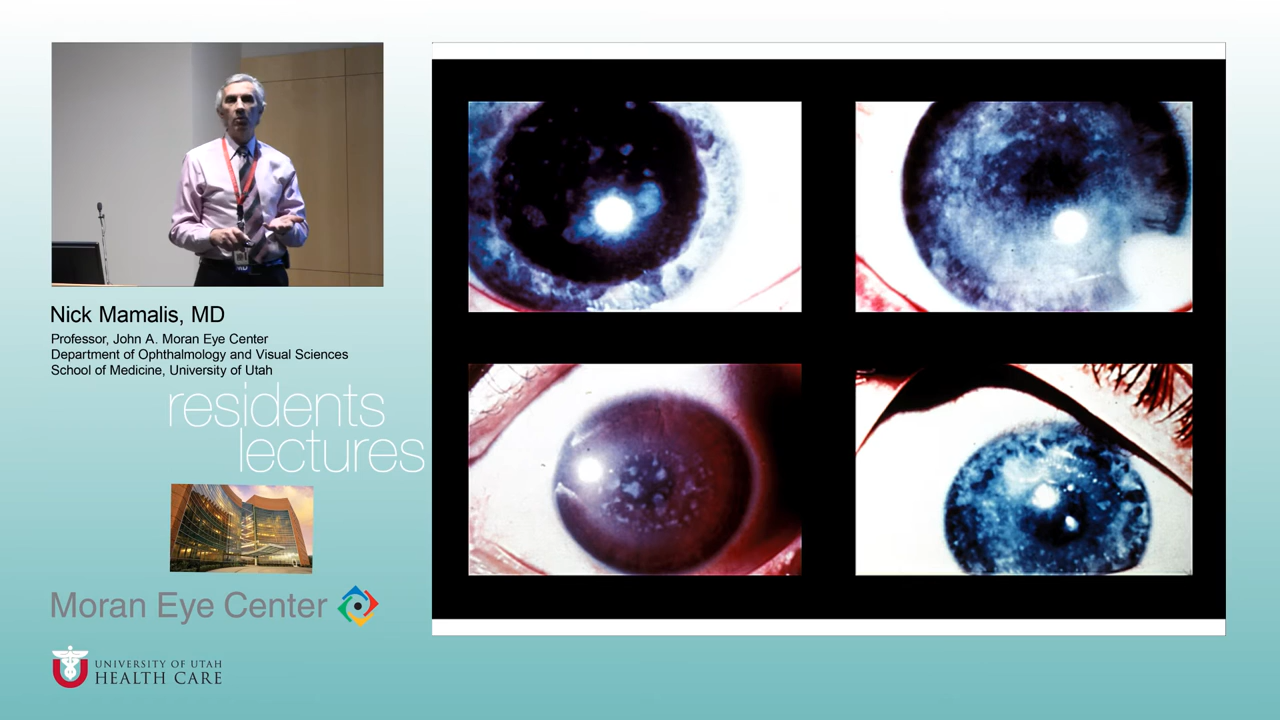 Nick Mamalis, MD
Professor, John A. Moran Eye Center
Department of Ophthalmology and Visual Sciences
School of Medicine, University of Utah
residents
lectures
Moran Eye Center
UNIVERSITY OF UTAH
HEALTH CARE